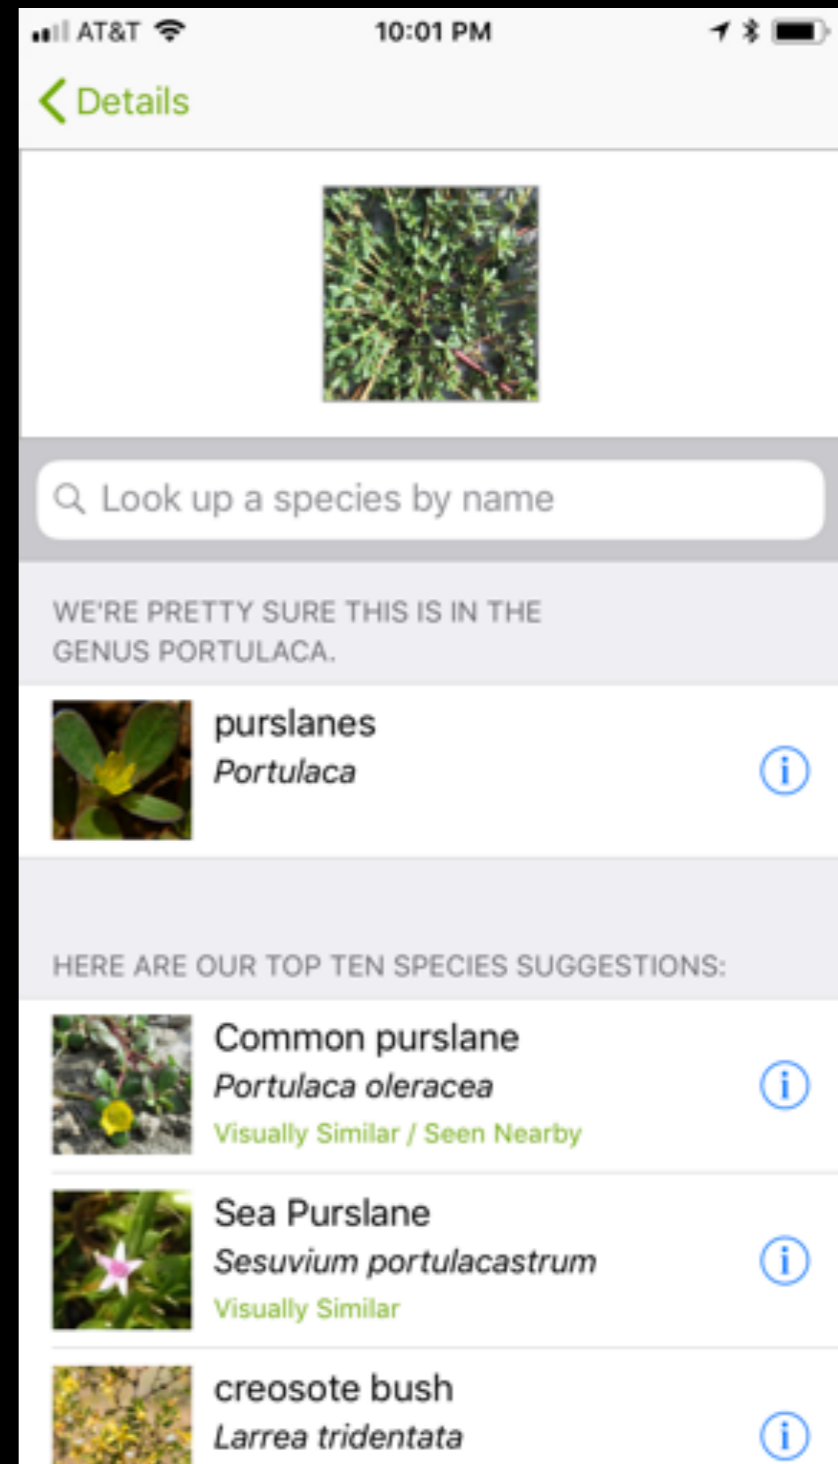 AT&T 10:01 PM
Details
Look up a species by name
WE'RE PRETTY SURE THIS IS IN THE
GENUS PORTULACA.
purslanes
Portulaca
HERE ARE OUR TOP TEN SPECIES SUGGESTIONS:
Common purslane
Portulaca oleracea
Visually Similar / Seen Nearby
Sea Purslane
Sesuvium portulacastrum
Visually Similar
creosote bush
Larrea tridentata